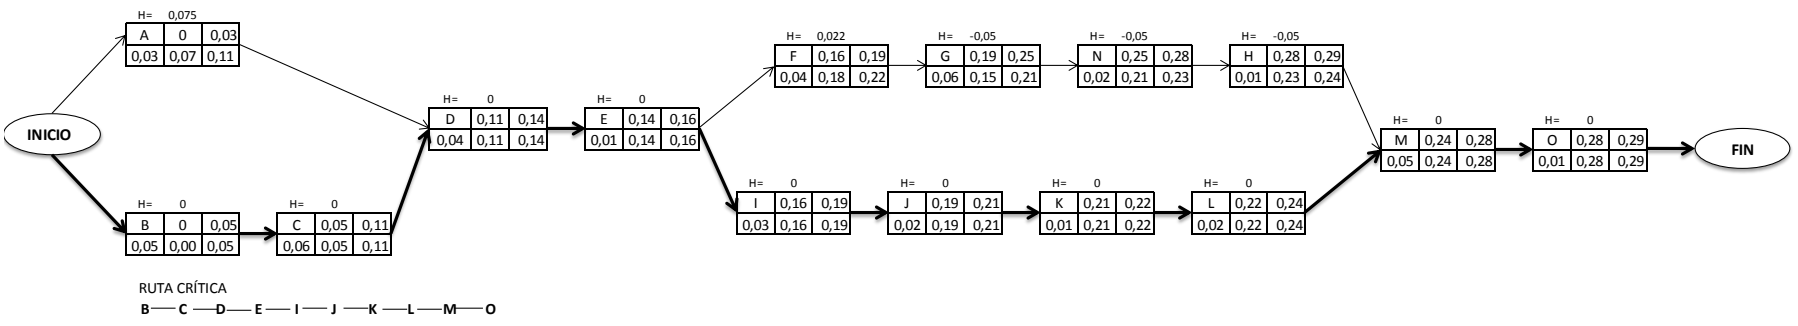 H= 0,075
A 0 0,03
0,03 0,07 0,11
H= 0,022
F 0,16 0,19
0,04 0,18 0,22
H= -0,05
G 0,19 0,25
0,06 0,15 0,21
H= -0,05
N 0,25 0,28
0,02 0,21 0,23
H= -0,05
H 0,28 0,29
0,01 0,23 0,24
INICIO
H= 0
D 0,11 0,14
0,04 0,11 0,14
H= 0
E 0,14 0,16
0,01 0,14 0,16
H= 0
M 0,24 0,28
0,05 0,24 0,28
H= 0
O 0,28 0,29
0,01 0,28 0,29
FIN
H= 0
B 0 0,05
0,05 0,00 0,05
H= 0
C 0,05 0,11
0,06 0,05 0,11
H= 0
I 0,16 0,19
0,03 0,16 0,19
H= 0
J 0,19 0,21
0,02 0,19 0,21
H= 0
K 0,21 0,22
0,01 0,21 0,22
H= 0
L 0,22 0,24
0,02 0,22 0,24
RUTA CRÍTICA
B C D E I J K L M O